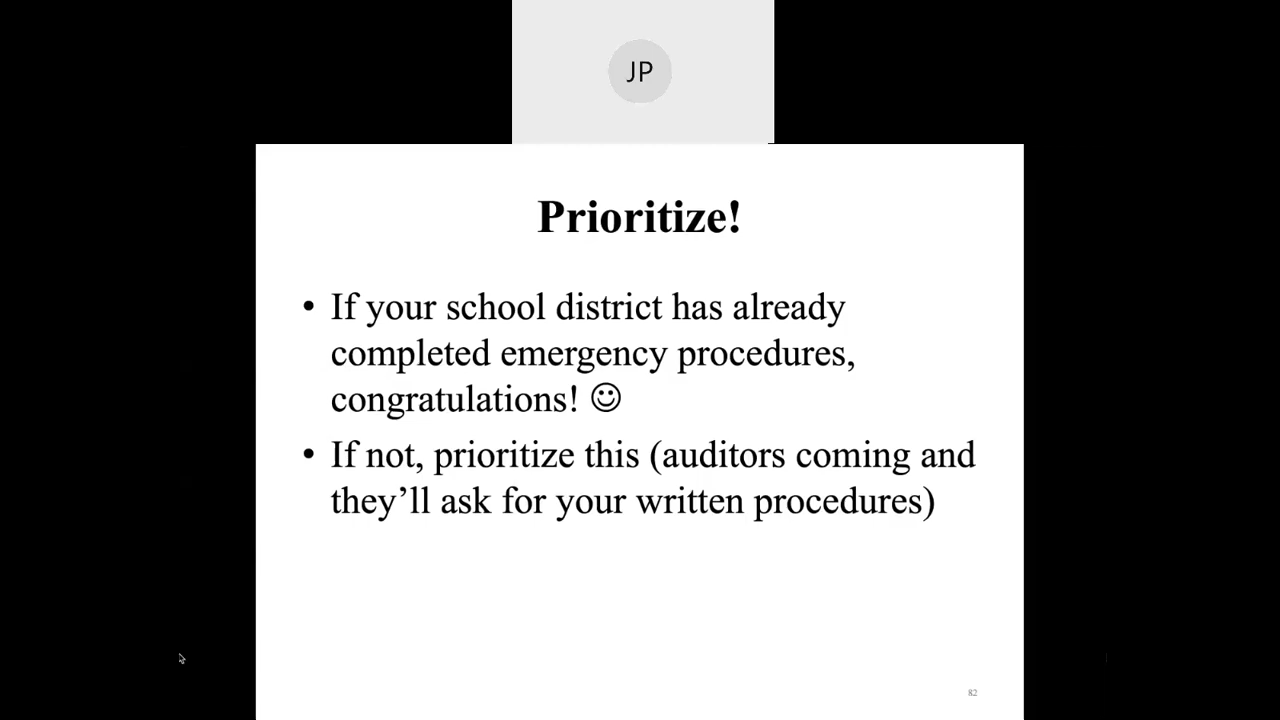 JP
Prioritize!
• If your school district has already
completed emergency procedures,
congratulations! ☺
• If not, prioritize this (auditors coming and
they’ll ask for your written procedures)
82